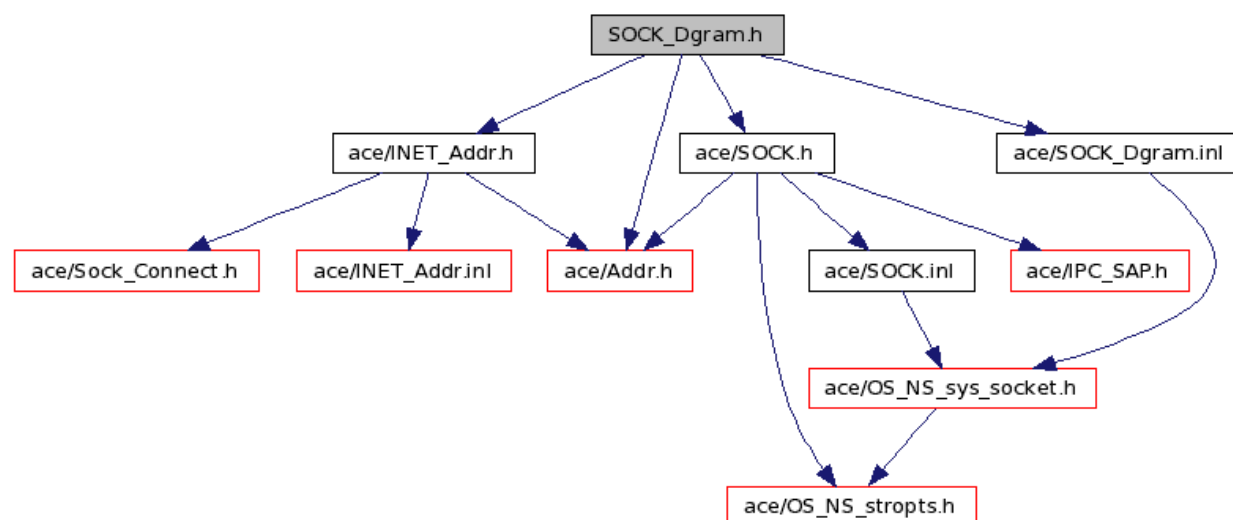 SOCK_Dgram.h
ace/INET_Addr.h
ace/SOCK.h
ace/SOCK_Dgram.inl
ace/Sock_Connect.h
ace/INET_Addr.inl
ace/Addr.h
ace/SOCK.inl
ace/IPC_SAP.h
ace/OS_NS_sys_socket.h
ace/OS_NS_stropts.h